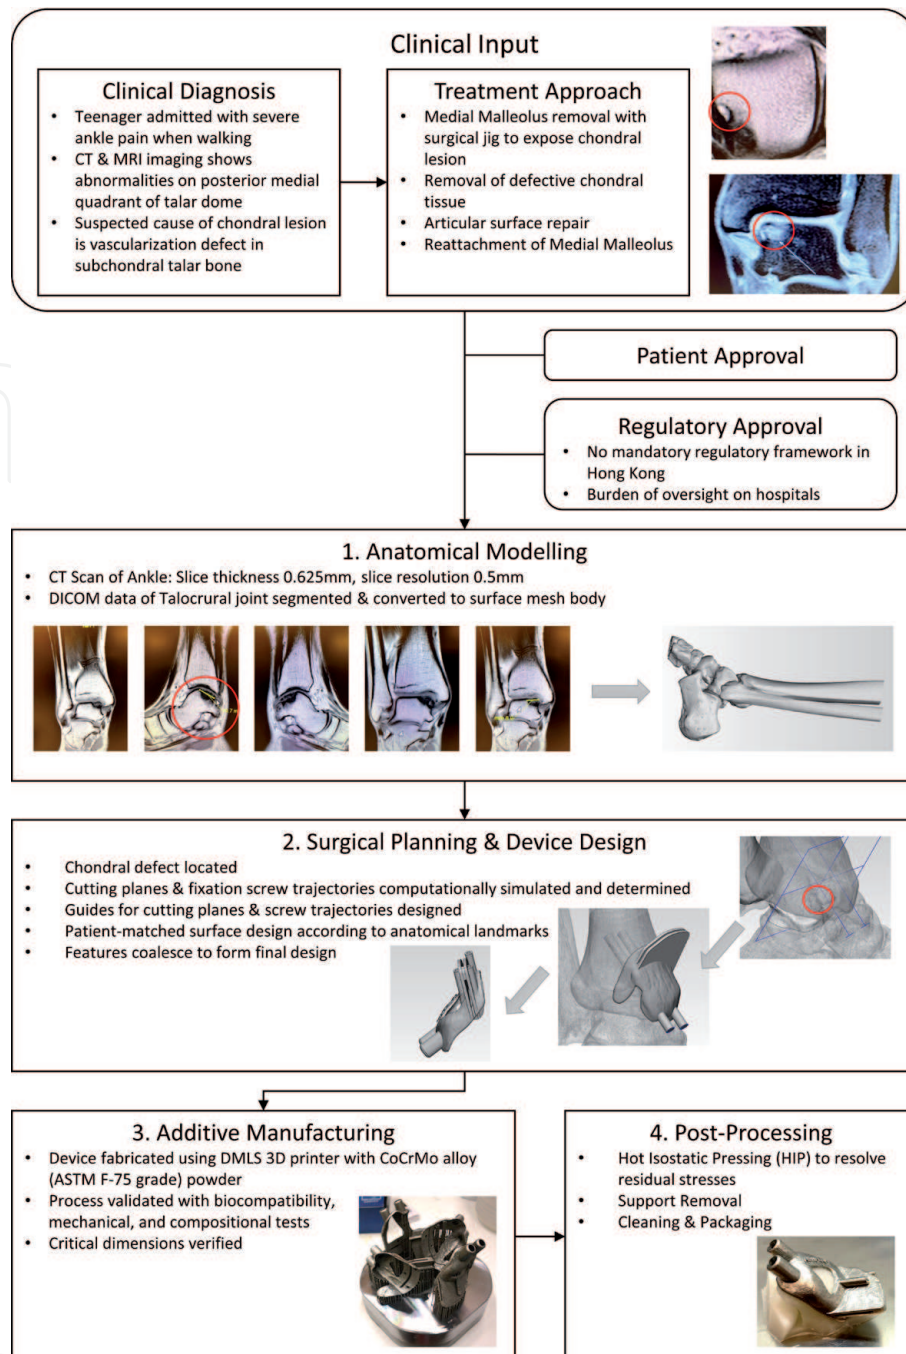 Clinical Input
Clinical Diagnosis
• Teenager admitted with severe
ankle pain when walking
• CT & MRI imaging shows
abnormalities on posterior medial
quadrant of talar dome
• Suspected cause of chondral lesion
is vascularization defect in
subchondral talar bone
Treatment Approach
• Medial Malleolus removal with
surgical jig to expose chondral
lesion
• Removal of defective chondral
tissue
• Articular surface repair
• Reattachment of Medial Malleolus
Patient Approval
Regulatory Approval
• No mandatory regulatory framework in
Hong Kong
• Burden of oversight on hospitals
1. Anatomical Modelling
• CT Scan of Ankle: Slice thickness 0.625mm, slice resolution 0.5mm
• DICOM data of Talocrural joint segmented & converted to surface mesh body
2. Surgical Planning & Device Design
• Chondral defect located
• Cutting planes & fixation screw trajectories computationally simulated and determined
• Guides for cutting planes & screw trajectories designed
• Patient-matched surface design according to anatomical landmarks
• Features coalesce to form final design
3. Additive Manufacturing
• Device fabricated using DMLS 3D printer with CoCrMo alloy
(ASTM F-75 grade) powder
• Process validated with biocompatibility,
mechanical, and compositional tests
• Critical dimensions verified
4. Post-Processing
• Hot Isostatic Pressing (HIP) to resolve
residual stresses
• Support Removal
• Cleaning & Packaging